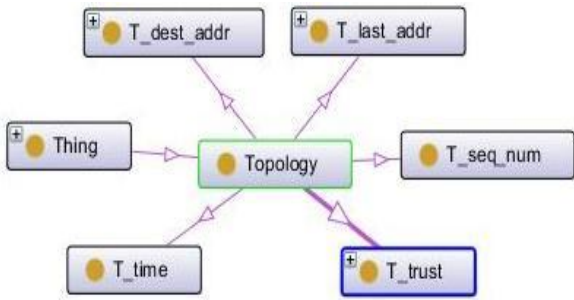 T_dest_addr
T_last_addr
Thing
Topology
T_seq_num
T_time
T_trust